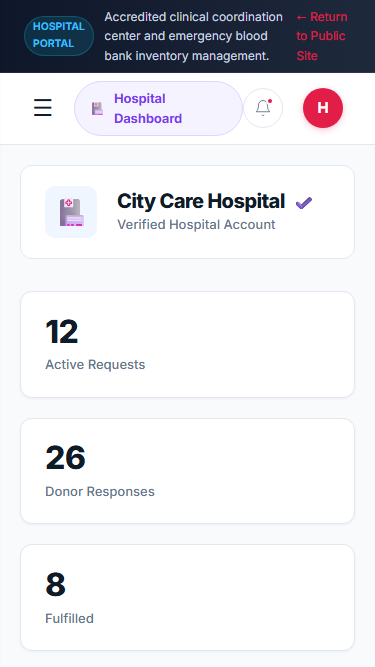 HOSPITAL
PORTAL
Accredited clinical coordination
center and emergency blood
bank inventory management.
← Return
to Public
Site
☰
Hospital
Dashboard
H
City Care Hospital
Verified Hospital Account
12
Active Requests
26
Donor Responses
8
Fulfilled